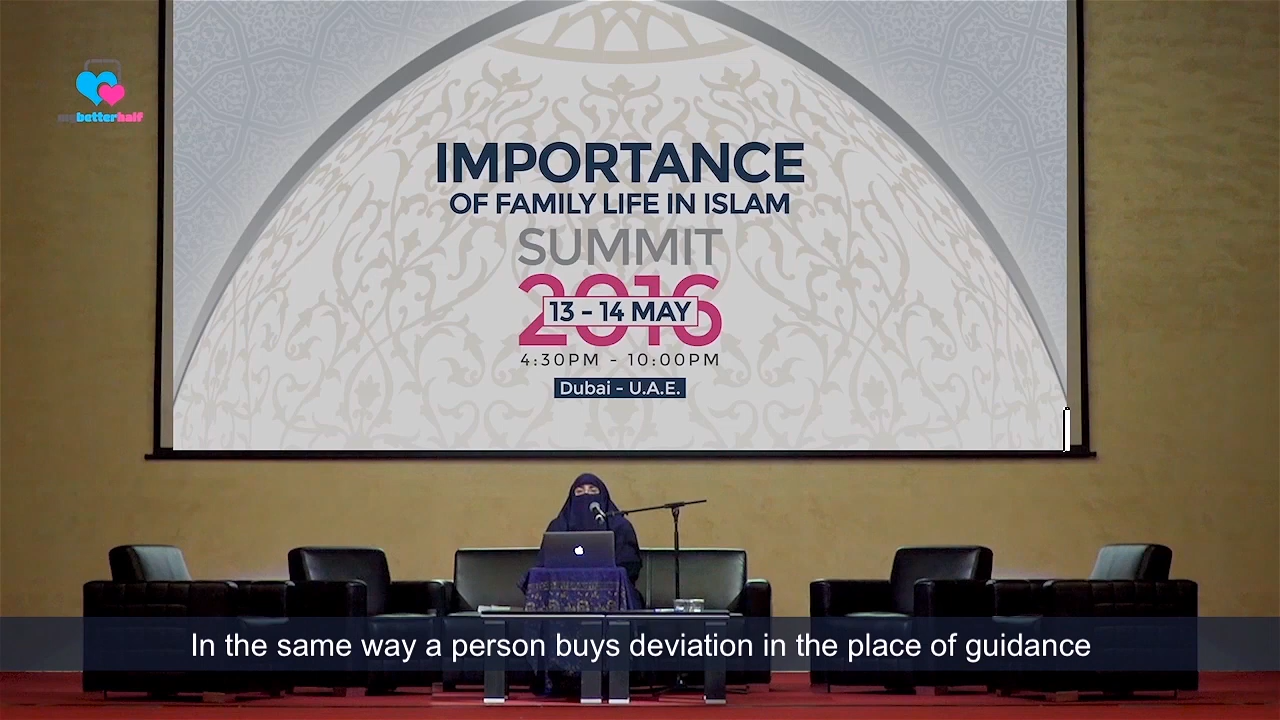 mybetterhalf
IMPORTANCE
OF FAMILY LIFE IN ISLAM
SUMMIT
2016
13 - 14 MAY
4:30PM - 10:00PM
Dubai - U.A.E.
In the same way a person buys deviation in the place of guidance